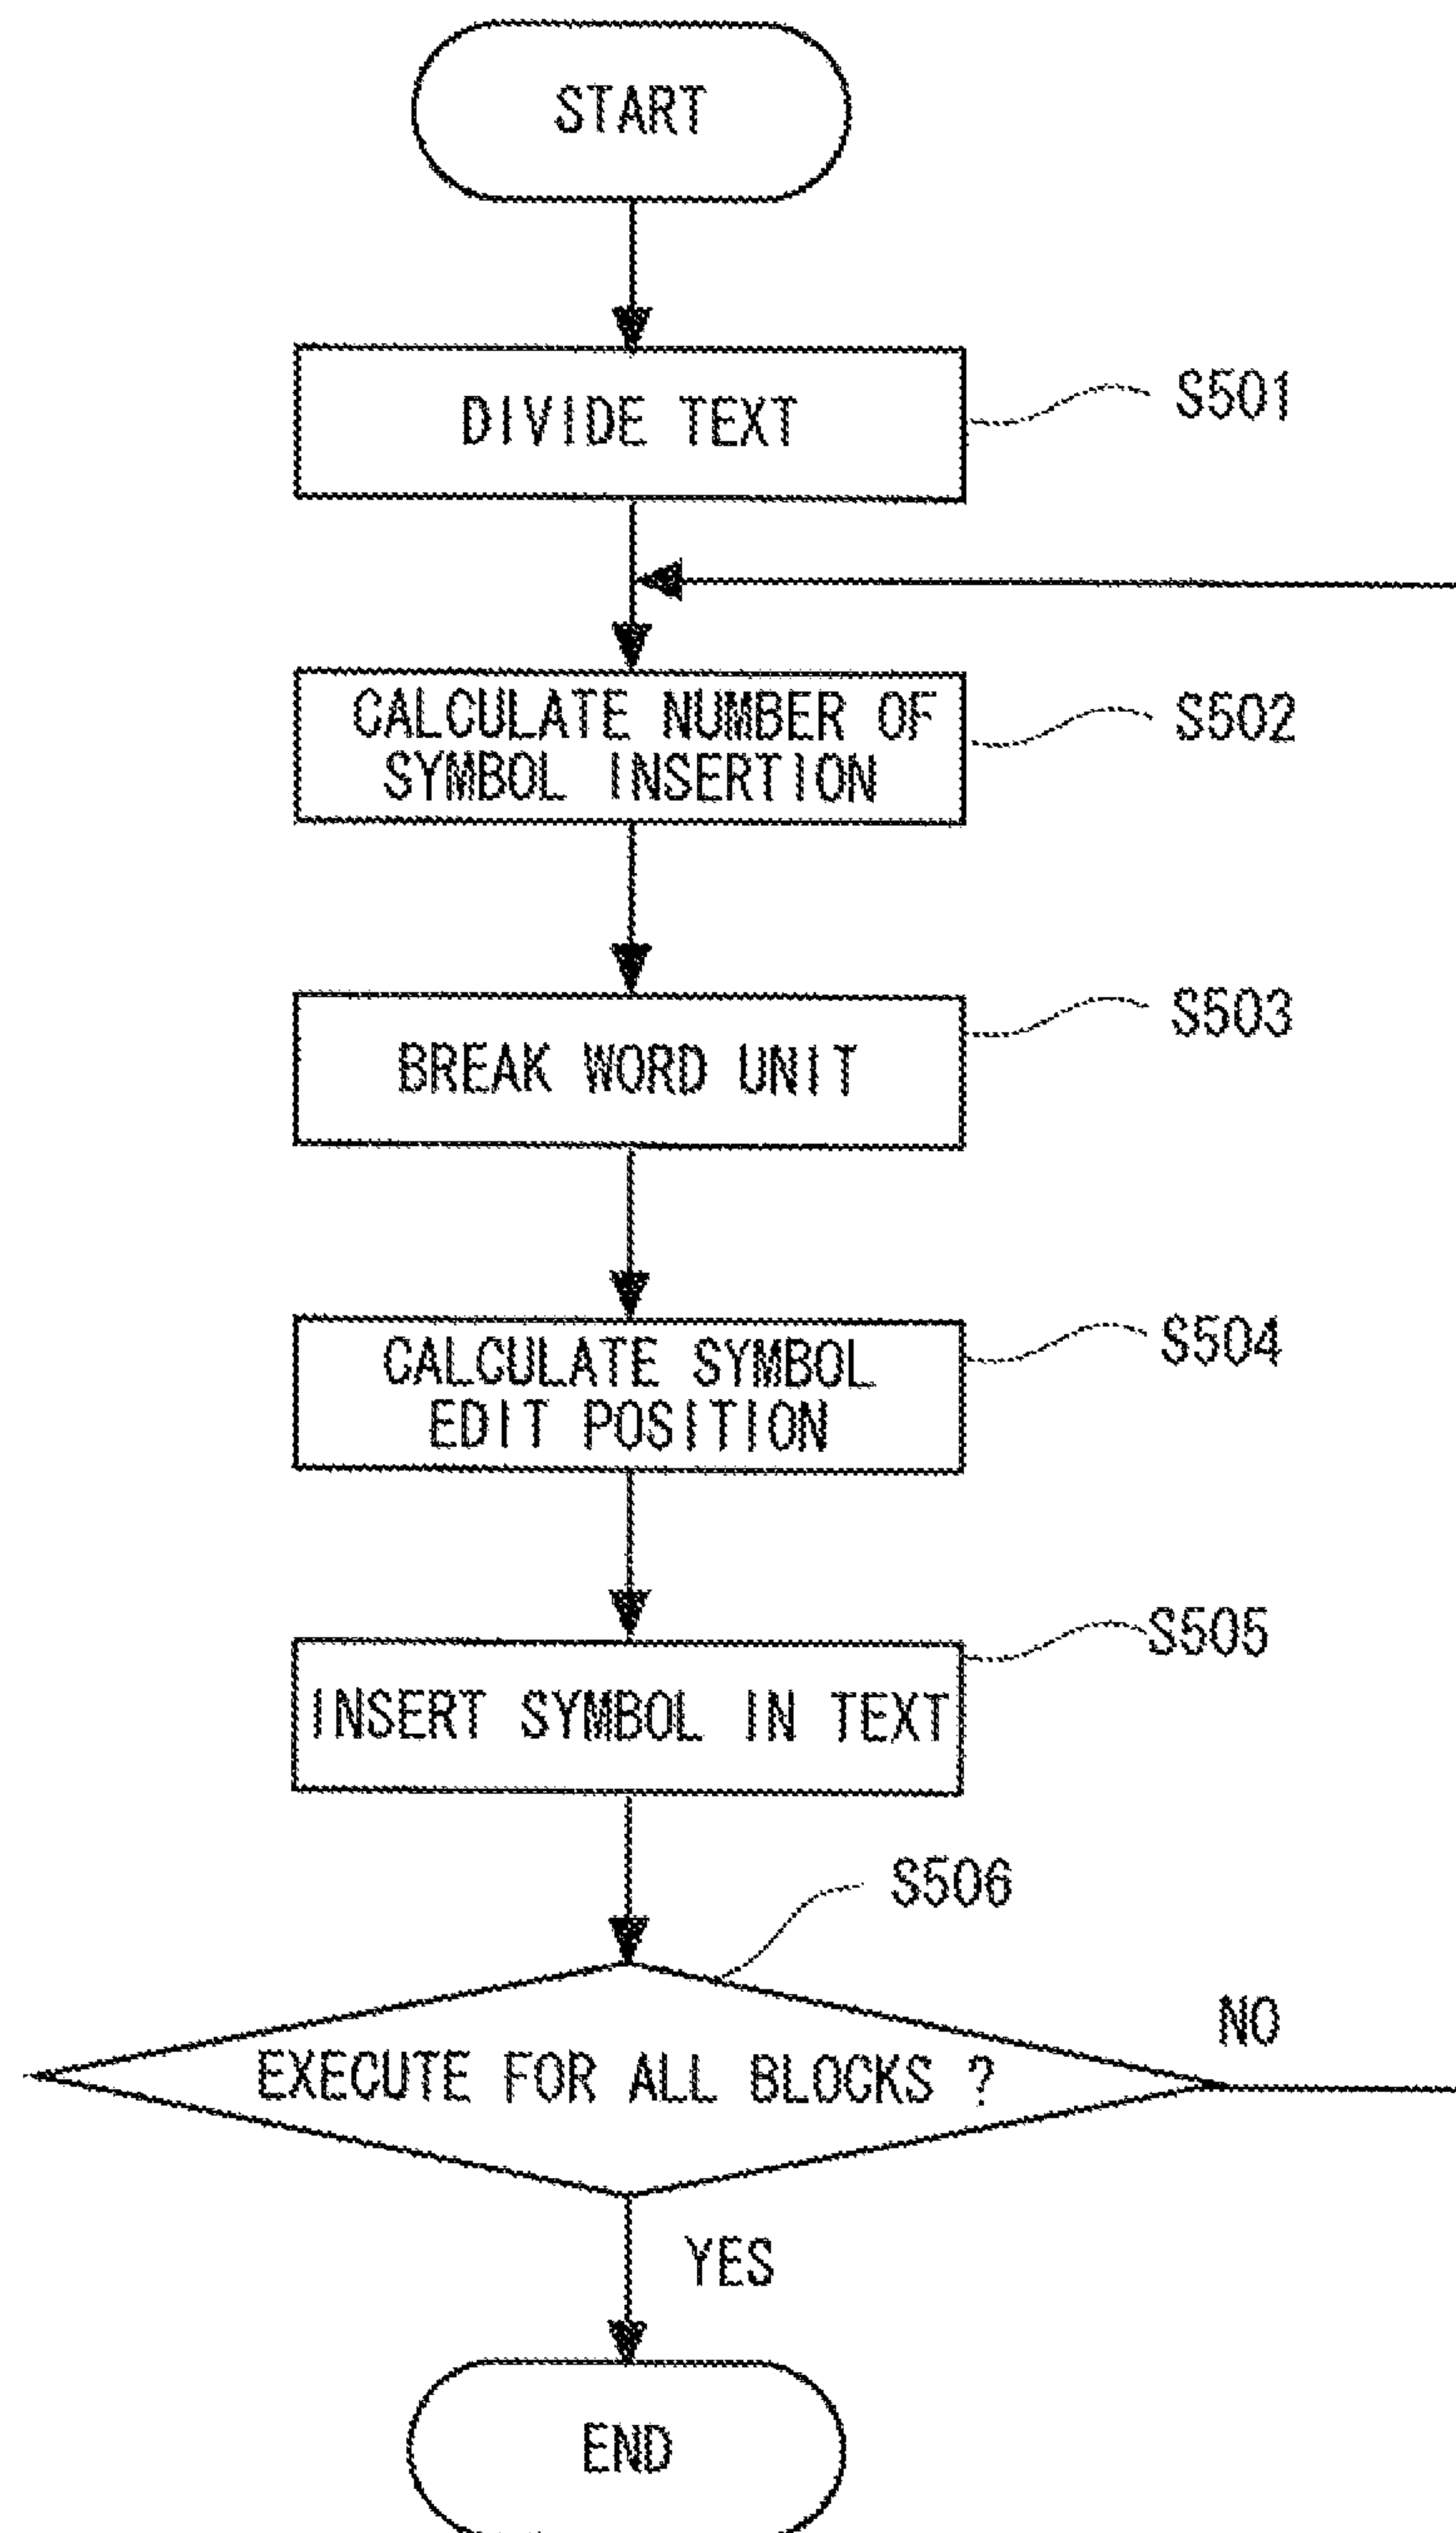 START
DIVIDE TEXT
S501
CALCULATE NUMBER OF
SYMBOL INSERTION
S502
BREAK WORD UNIT
S503
CALCULATE SYMBOL
EDIT POSITION
S504
INSERT SYMBOL IN TEXT
S505
S506
EXECUTE FOR ALL BLOCKS ?
NO
YES
END